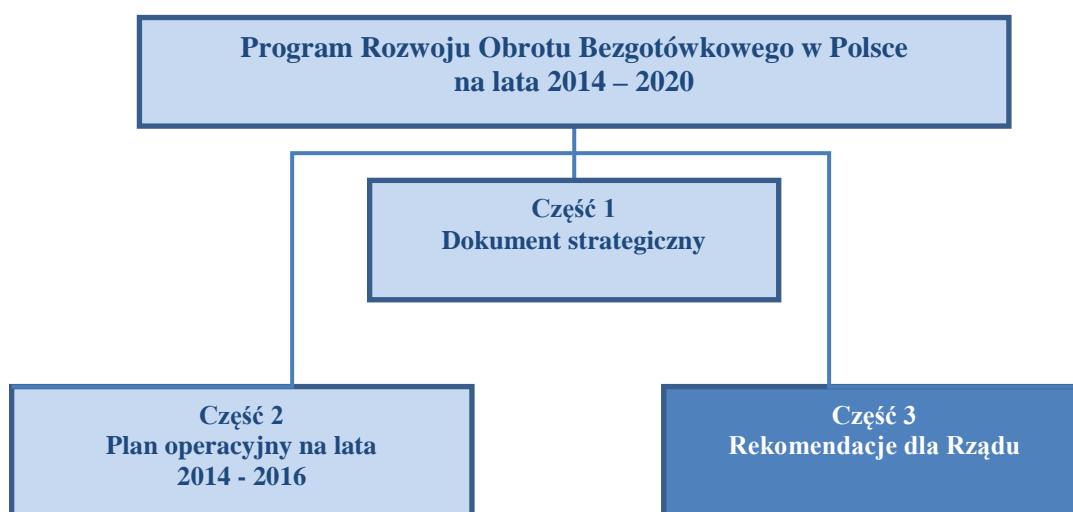 Program Rozwoju Obrotu Bezgotówkowego w Polsce
na lata 2014 – 2020
Część 1
Dokument strategiczny
Część 2
Plan operacyjny na lata
2014 - 2016
Część 3
Rekomendacje dla Rządu